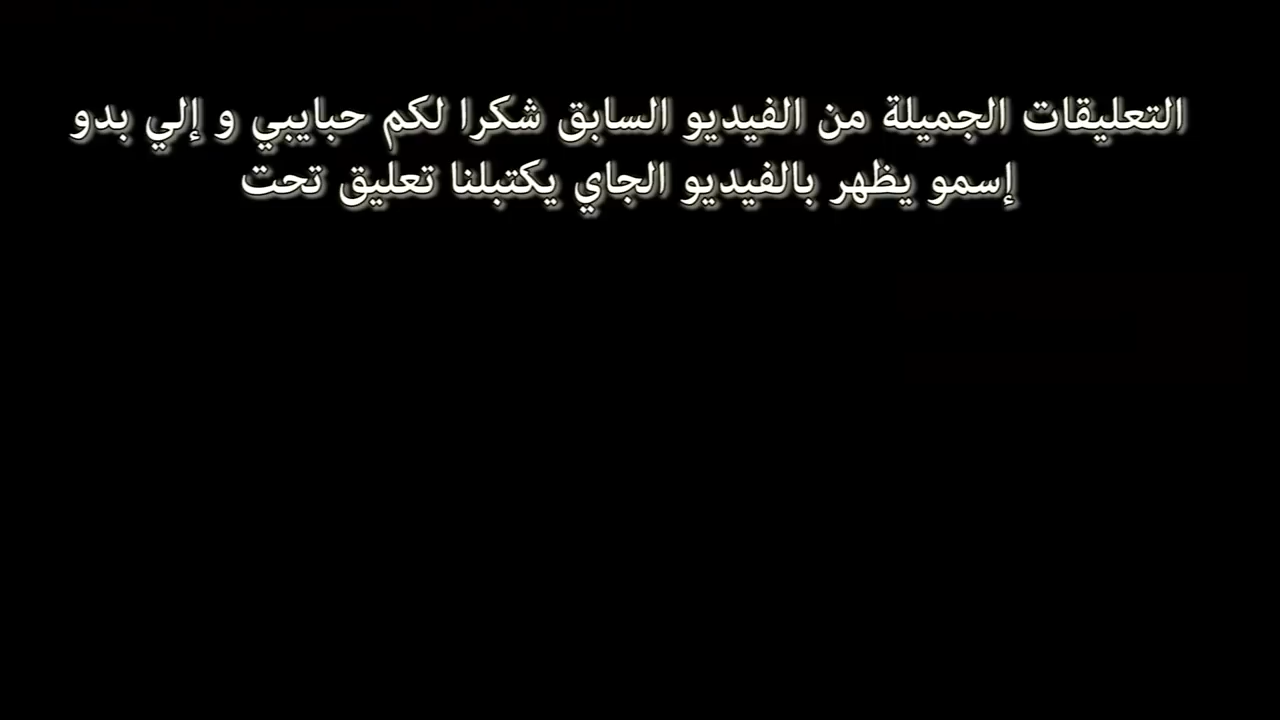 التعليقات الجميلة من الفيديو السابق شكرا لكم حبايبي و إلي بدو
إسمو يظهر بالفيديو الجاي يكتبلنا تعليق تحت